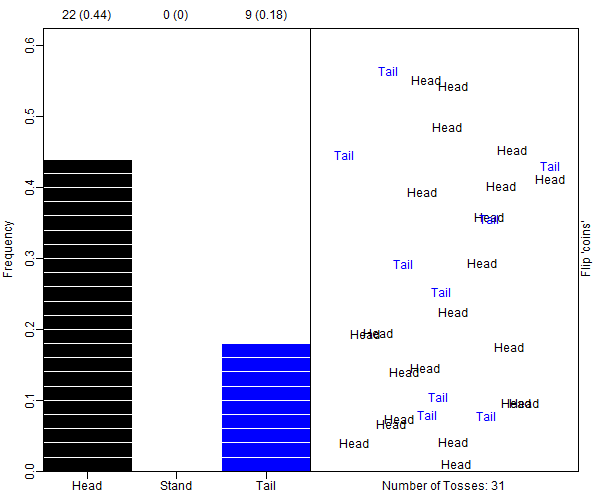 22 (0.44) 0 (0) 9 (0.18)
0.6
0.5
0.4
0.3
0.2
0.1
0.0
Frequency
Head Stand Tail
Tail
Head
Head
Head
Head
Tail
Tail
Head
Head
Head
Head
Tail
Tail
Head
Tail
Head
Head
Head
Head
Head
Head
Tail
Head
Head
Tail
Tail
Head
Head
Head
Head
Head
Flip 'coins'
Number of Tosses: 31